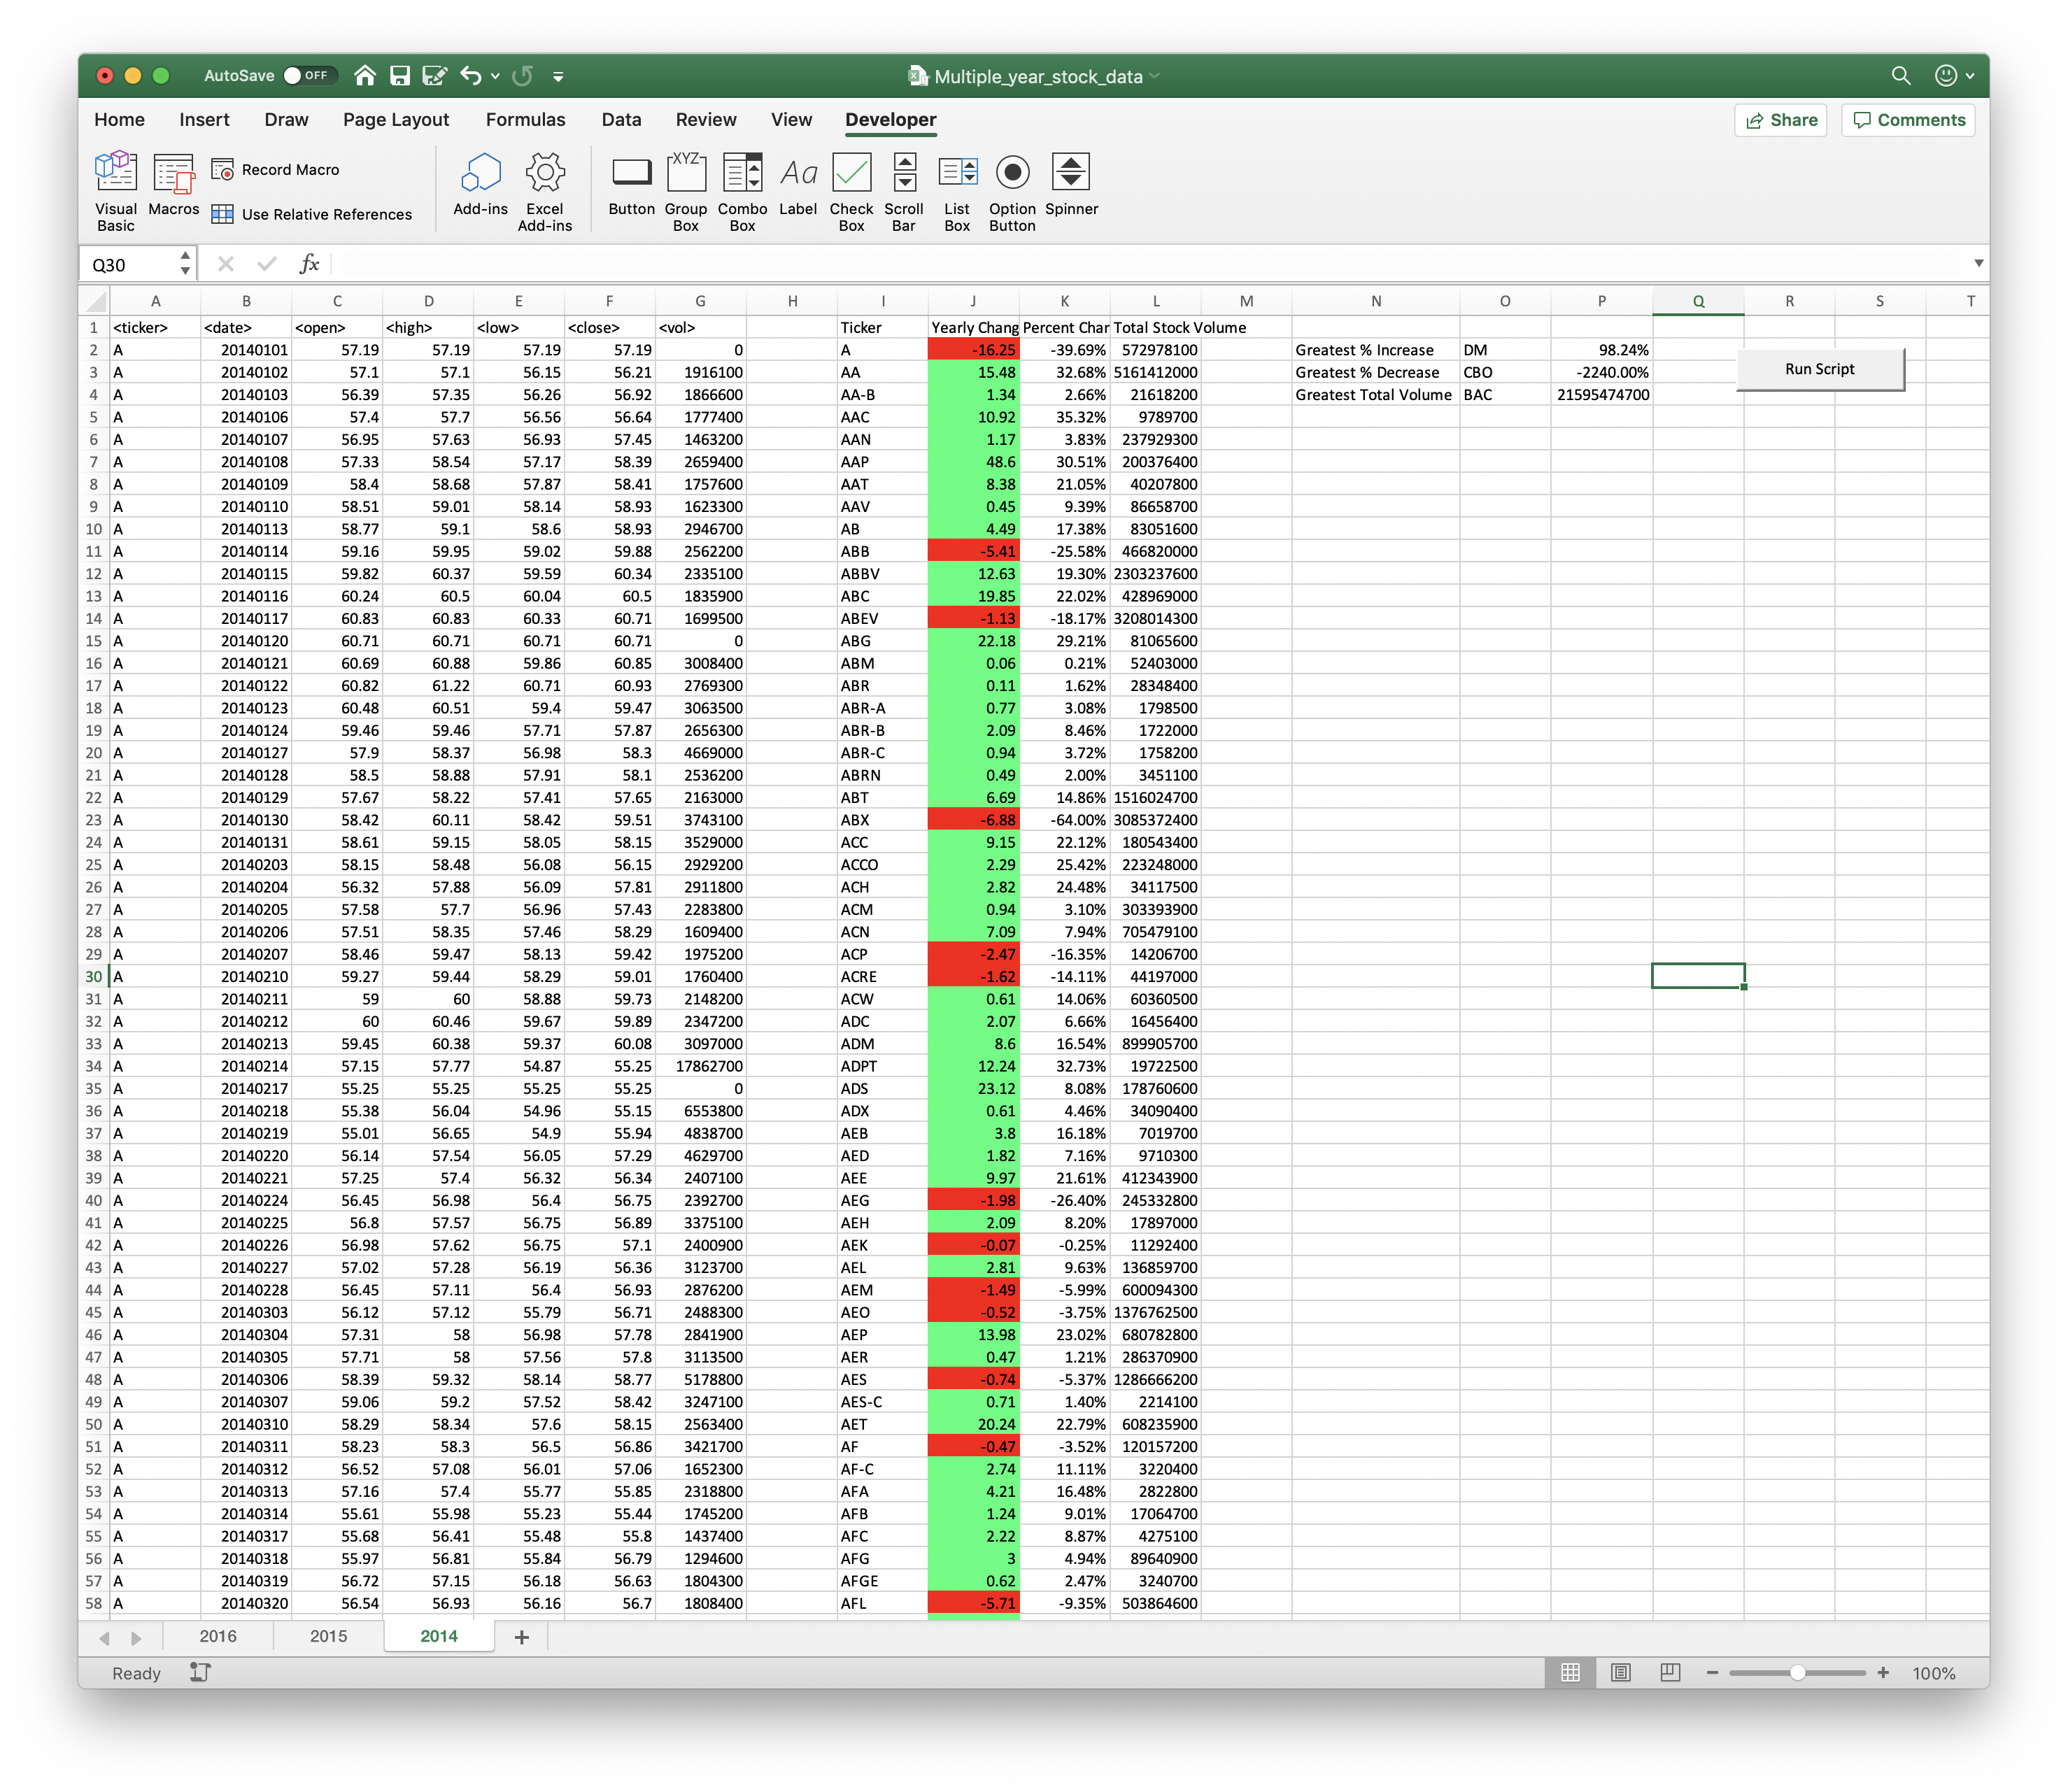 AutoSave OFF Multiple_year_stock_data
Home Insert Draw Page Layout Formulas Data Review View Developer Share Comments
Visual Basic Macros Record Macro Use Relative References Add-ins Excel Add-ins Button XYZ Group Box Combo Box Aa Label Check Box Scroll Bar List Box Option Button Spinner
Q30 fx
A B C D E F G H I J K L M N O P Q R S T
1 <ticker> <date> <open> <high> <low> <close> <vol> Ticker Yearly Chang Percent Char Total Stock Volume
2 A 20140101 57.19 57.19 57.19 57.19 0 A -16.25 -39.69% 572978100 Greatest % Increase DM 98.24% Run Script
3 A 20140102 57.1 57.1 56.15 56.21 1916100 AA 15.48 32.68% 5161412000 Greatest % Decrease CBO -2240.00%
4 A 20140103 56.39 57.35 56.26 56.92 1866600 AA-B 1.34 2.66% 21618200 Greatest Total Volume BAC 21595474700
5 A 20140106 57.4 57.7 56.56 56.64 1777400 AAC 10.92 35.32% 9789700
6 A 20140107 56.95 57.63 56.93 57.45 1463200 AAN 1.17 3.83% 237929300
7 A 20140108 57.33 58.54 57.17 58.39 2659400 AAP 48.6 30.51% 200376400
8 A 20140109 58.4 58.68 57.87 58.41 1757600 AAT 8.38 21.05% 40207800
9 A 20140110 58.51 59.01 58.14 58.93 1623300 AAV 0.45 9.39% 86658700
10 A 20140113 58.77 59.1 58.6 58.93 2946700 AB 4.49 17.38% 83051600
11 A 20140114 59.16 59.95 59.02 59.88 2562200 ABB -5.41 -25.58% 466820000
12 A 20140115 59.82 60.37 59.59 60.34 2335100 ABBV 12.63 19.30% 2303237600
13 A 20140116 60.24 60.5 60.04 60.5 1835900 ABC 19.85 22.02% 428969000
14 A 20140117 60.83 60.83 60.33 60.71 1699500 ABEV -1.13 -18.17% 3208014300
15 A 20140120 60.71 60.71 60.71 60.71 0 ABG 22.18 29.21% 81065600
16 A 20140121 60.69 60.88 59.86 60.85 3008400 ABM 0.06 0.21% 52403000
17 A 20140122 60.82 61.22 60.71 60.93 2769300 ABR 0.11 1.62% 28348400
18 A 20140123 60.48 60.51 59.4 59.47 3063500 ABR-A 0.77 3.08% 1798500
19 A 20140124 59.46 59.46 57.71 57.87 2656300 ABR-B 2.09 8.46% 1722000
20 A 20140127 57.9 58.37 56.98 58.3 4669000 ABR-C 0.94 3.72% 1758200
21 A 20140128 58.5 58.88 57.91 58.1 2536200 ABRN 0.49 2.00% 3451100
22 A 20140129 57.67 58.22 57.41 57.65 2163000 ABT 6.69 14.86% 1516024700
23 A 20140130 58.42 60.11 58.42 59.51 3743100 ABX -6.88 -64.00% 3085372400
24 A 20140131 58.61 59.15 58.05 58.15 3529000 ACC 9.15 22.12% 180543400
25 A 20140203 58.15 58.48 56.08 56.15 2929200 ACCO 2.29 25.42% 223248000
26 A 20140204 56.32 57.88 56.09 57.81 2911800 ACH 2.82 24.48% 34117500
27 A 20140205 57.58 57.7 56.96 57.43 2283800 ACM 0.94 3.10% 303393900
28 A 20140206 57.51 58.35 57.46 58.29 1609400 ACN 7.09 7.94% 705479100
29 A 20140207 58.46 59.47 58.13 59.42 1975200 ACP -2.47 -16.35% 14206700
30 A 20140210 59.27 59.44 58.29 59.01 1760400 ACRE -1.62 -14.11% 44197000
31 A 20140211 59 60 58.88 59.73 2148200 ACW 0.61 14.06% 60360500
32 A 20140212 60 60.46 59.67 59.89 2347200 ADC 2.07 6.66% 16456400
33 A 20140213 59.45 60.38 59.37 60.08 3097000 ADM 8.6 16.54% 899905700
34 A 20140214 57.15 57.77 54.87 55.25 17862700 ADPT 12.24 32.73% 19722500
35 A 20140217 55.25 55.25 55.25 55.25 0 ADS 23.12 8.08% 178760600
36 A 20140218 55.38 56.04 54.96 55.15 6553800 ADX 0.61 4.46% 34090400
37 A 20140219 55.01 56.65 54.9 55.94 4838700 AEB 3.8 16.18% 7019700
38 A 20140220 56.14 57.54 56.05 57.29 4629700 AED 1.82 7.16% 9710300
39 A 20140221 57.25 57.4 56.32 56.34 2407100 AEE 9.97 21.61% 412343900
40 A 20140224 56.45 56.98 56.4 56.75 2392700 AEG -1.98 -26.40% 245332800
41 A 20140225 56.8 57.57 56.75 56.89 3375100 AEH 2.09 8.20% 17897000
42 A 20140226 56.98 57.62 56.75 57.1 2400900 AEK -0.07 -0.25% 11292400
43 A 20140227 57.02 57.28 56.19 56.36 3123700 AEL 2.81 9.63% 136859700
44 A 20140228 56.45 57.11 56.4 56.93 2876200 AEM -1.49 -5.99% 600094300
45 A 20140303 56.12 57.12 55.79 56.71 2488300 AEO -0.52 -3.75% 1376762500
46 A 20140304 57.31 58 56.98 57.78 2841900 AEP 13.98 23.02% 680782800
47 A 20140305 57.71 58 57.56 57.8 3113500 AER 0.47 1.21% 286370900
48 A 20140306 58.39 59.32 58.14 58.77 5178800 AES -0.74 -5.37% 1286666200
49 A 20140307 59.06 59.2 57.52 58.42 3247100 AES-C 0.71 1.40% 2214100
50 A 20140310 58.29 58.34 57.6 58.15 2563400 AET 20.24 22.79% 608235900
51 A 20140311 58.23 58.3 56.5 56.86 3421700 AF -0.47 -3.52% 120157200
52 A 20140312 56.52 57.08 56.01 57.06 1652300 AF-C 2.74 11.11% 3220400
53 A 20140313 57.16 57.4 55.77 55.85 2318800 AFA 4.21 16.48% 2822800
54 A 20140314 55.61 55.98 55.23 55.44 1745200 AFB 1.24 9.01% 17064700
55 A 20140317 55.68 56.41 55.48 55.8 1437400 AFC 2.22 8.87% 4275100
56 A 20140318 55.97 56.81 55.84 56.79 1294600 AFG 3 4.94% 89640900
57 A 20140319 56.72 57.15 56.18 56.63 1804300 AFGE 0.62 2.47% 3240700
58 A 20140320 56.54 56.93 56.16 56.7 1808400 AFL -5.71 -9.35% 503864600
2016 2015 2014 +
Ready 100%